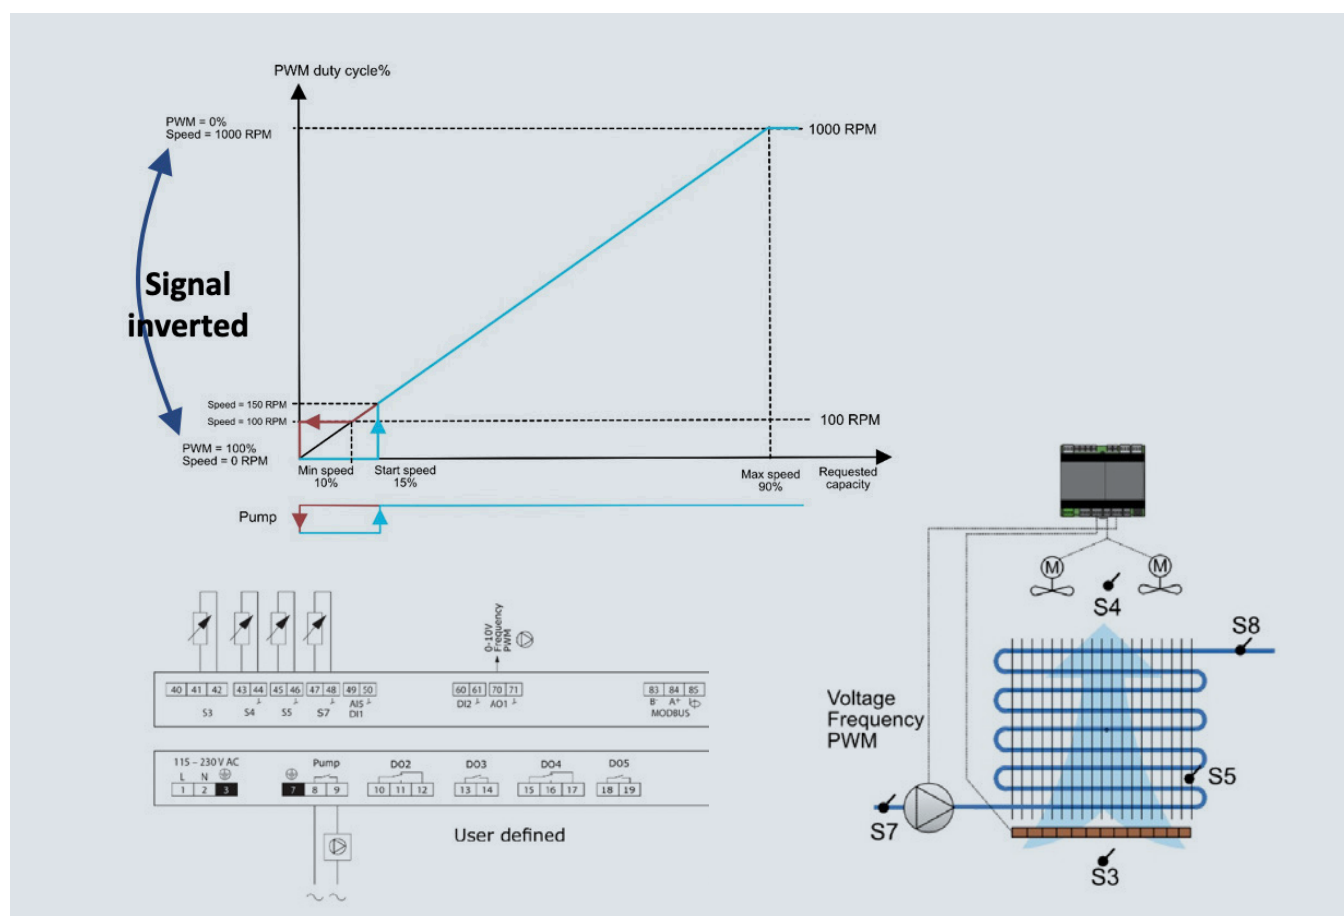 PWM duty cycle%
PWM = 0%
Speed = 1000 RPM
1000 RPM
Signal
inverted
Speed = 150 RPM
Speed = 100 RPM
100 RPM
PWM = 100%
Speed = 0 RPM
Min speed
10%
Start speed
15%
Max speed
90%
Requested
capacity
Pump
0-10V
Frequency
PWM
40 41 42 43 44 45 46 47 48 49 50 60 61 70 71 83 84 85
S3 S4 S5 S7 AI5 DI2 AO1 B- A+
DI1 MODBUS
115 – 230 V AC Pump DO2 DO3 DO4 DO5
L N
1 2 3 7 8 9 10 11 12 13 14 15 16 17 18 19
User defined
M M
S4
S8
Voltage
Frequency
PWM
S5
S7
S3